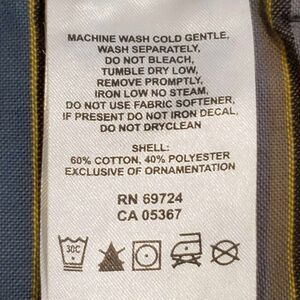 MACHINE WASH COLD GENTLE,
WASH SEPARATELY,
DO NOT BLEACH,
TUMBLE DRY LOW,
REMOVE PROMPTLY,
IRON LOW NO STEAM,
DO NOT USE FABRIC SOFTENER,
IF PRESENT DO NOT IRON DECAL,
DO NOT DRYCLEAN
SHELL:
60% COTTON, 40% POLYESTER
EXCLUSIVE OF ORNAMENTATION
RN 69724
CA 05367
30C